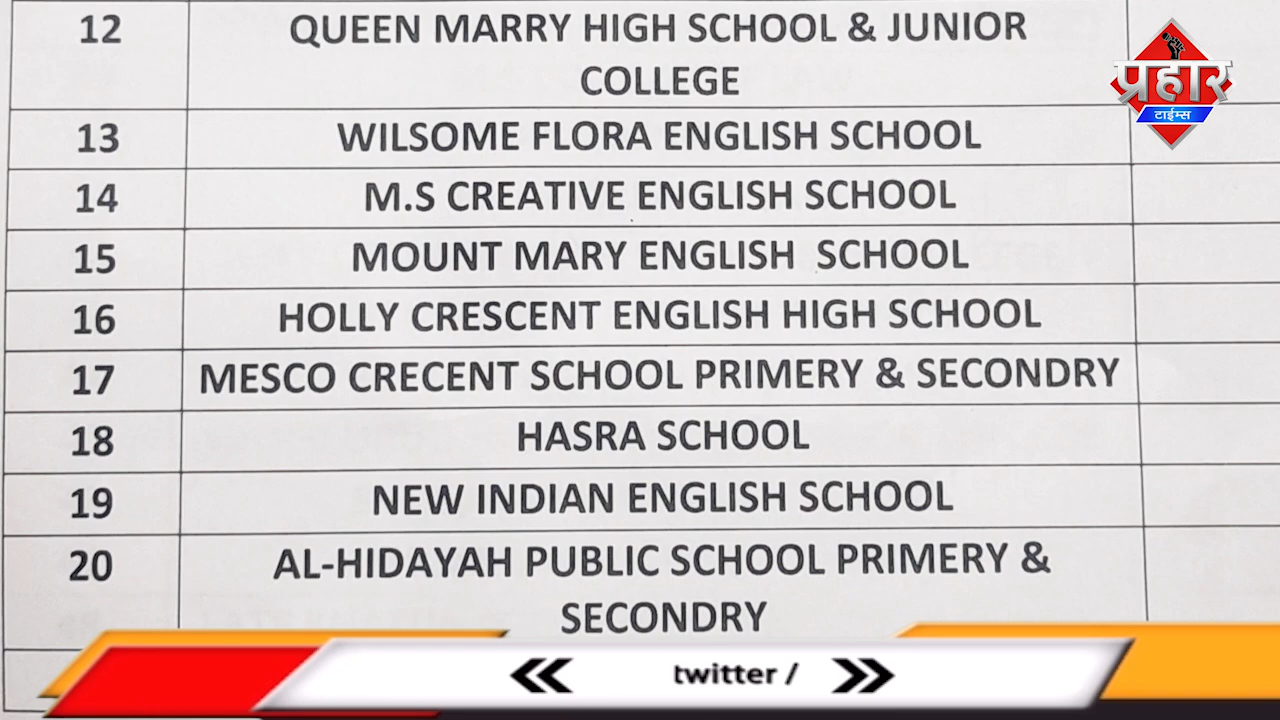 12 QUEEN MARRY HIGH SCHOOL & JUNIOR
COLLEGE
प्रहार
टाईम्स
13 WILSOME FLORA ENGLISH SCHOOL
14 M.S CREATIVE ENGLISH SCHOOL
15 MOUNT MARY ENGLISH SCHOOL
16 HOLLY CRESCENT ENGLISH HIGH SCHOOL
17 MESCO CRECENT SCHOOL PRIMERY & SECONDRY
18 HASRA SCHOOL
19 NEW INDIAN ENGLISH SCHOOL
20 AL-HIDAYAH PUBLIC SCHOOL PRIMERY &
SECONDRY
twitter /